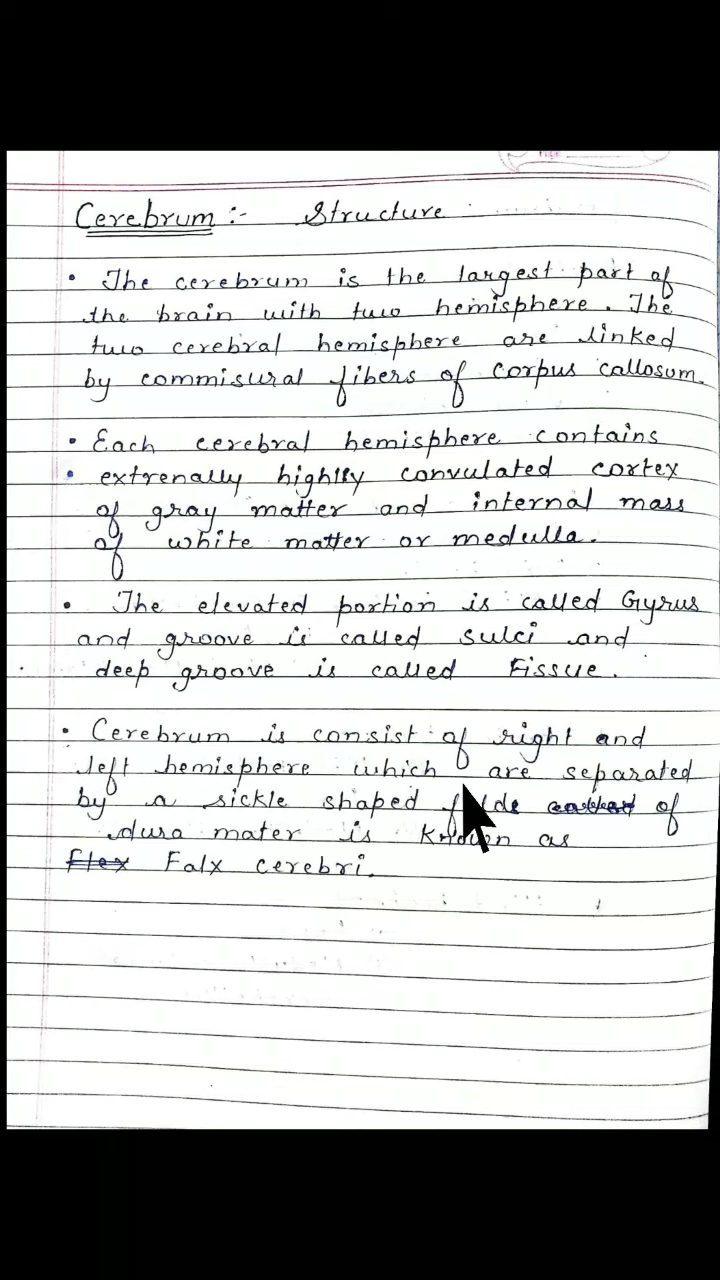 Cerebrum :- Structure
• The cerebrum is the largest part of
the brain with two hemisphere. The
two cerebral hemisphere are linked
by commisural fibers of corpus callosum.
• Each cerebral hemisphere contains
• extrenally highlly convulated cortex
of gray matter and internal mass
of white matter or medulla.
• The elevated portion is called Gyrus
and groove is called sulci and
deep groove is called Fissue.
• Cerebrum is consist of right and
left hemisphere which are separated
by a sickle shaped folds called of
dura mater is known as
flex Falx cerebri.